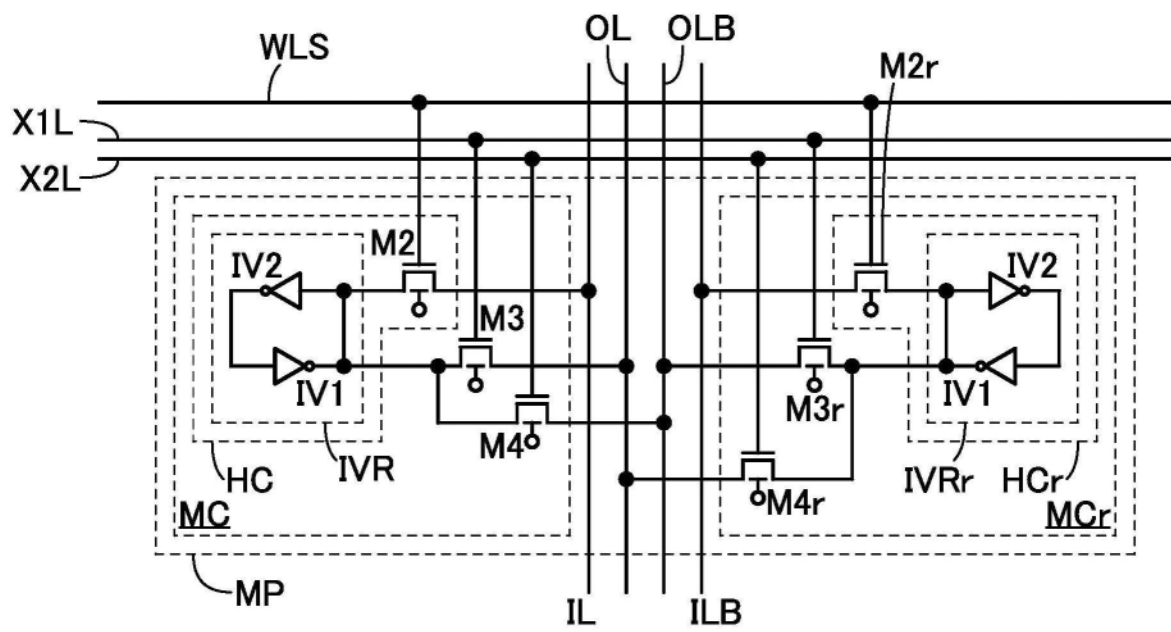 OL
OLB
WLS
M2r
X1L
X2L
M2
IV2
IV2
M3
IV1
IV1
M3r
M4
HC
IVR
M4r
IVRr
HCr
MC
MCr
MP
IL
ILB